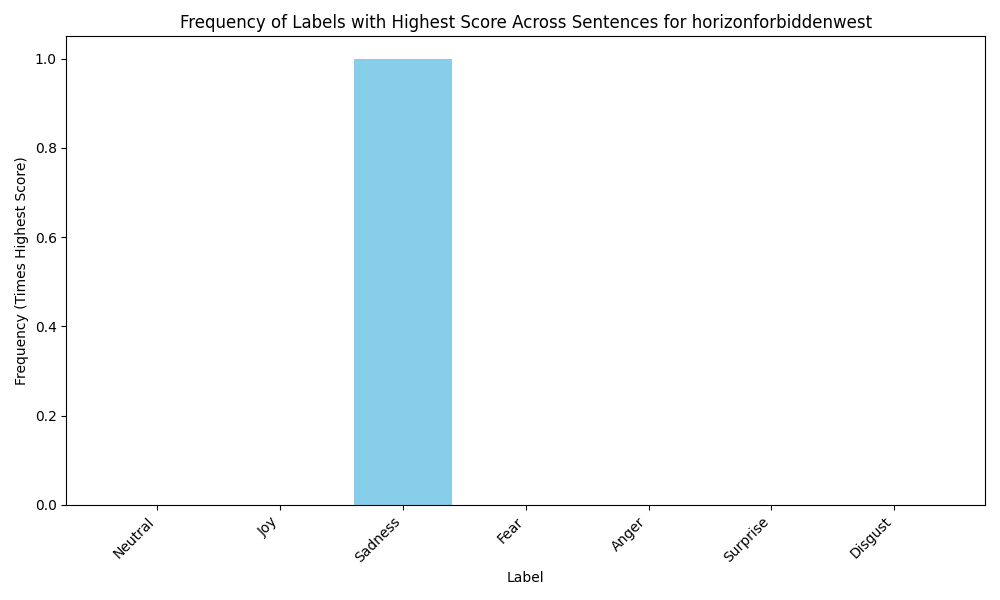 Frequency of Labels with Highest Score Across Sentences for horizonforbiddenwest
Frequency (Times Highest Score)
1.0
0.8
0.6
0.4
0.2
0.0
Neutral
Joy
Sadness
Fear
Anger
Surprise
Disgust
Label